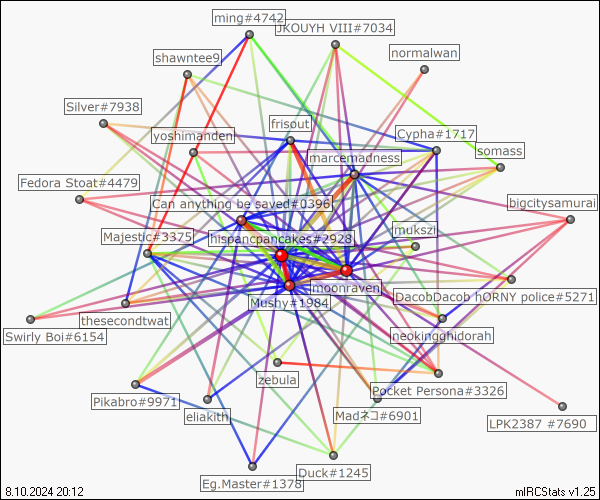 ming#4742
JKOUYH VIII#7034
normalwan
shawntee9
Silver#7938
frisout
yoshimanden
Cypha#1717
somass
marcemadness
Fedora Stoat#4479
bigcitysamurai
Can anything be saved#0396
jmukszi
Majestic#3375
hispancpancakes#2928
moonraven
DacobDacob hORNY police#5271
Mushy#1984
thesecondtwat
neokingghidorah
Swirly Boi#6154
zebula
Pocket Persona#3326
Pikabro#9971
eliakith
Madネコ#6901
LPK2387 #7690
Duck#1245
Eg.Master#1378
8.10.2024 20:12
mIRCStats v1.25